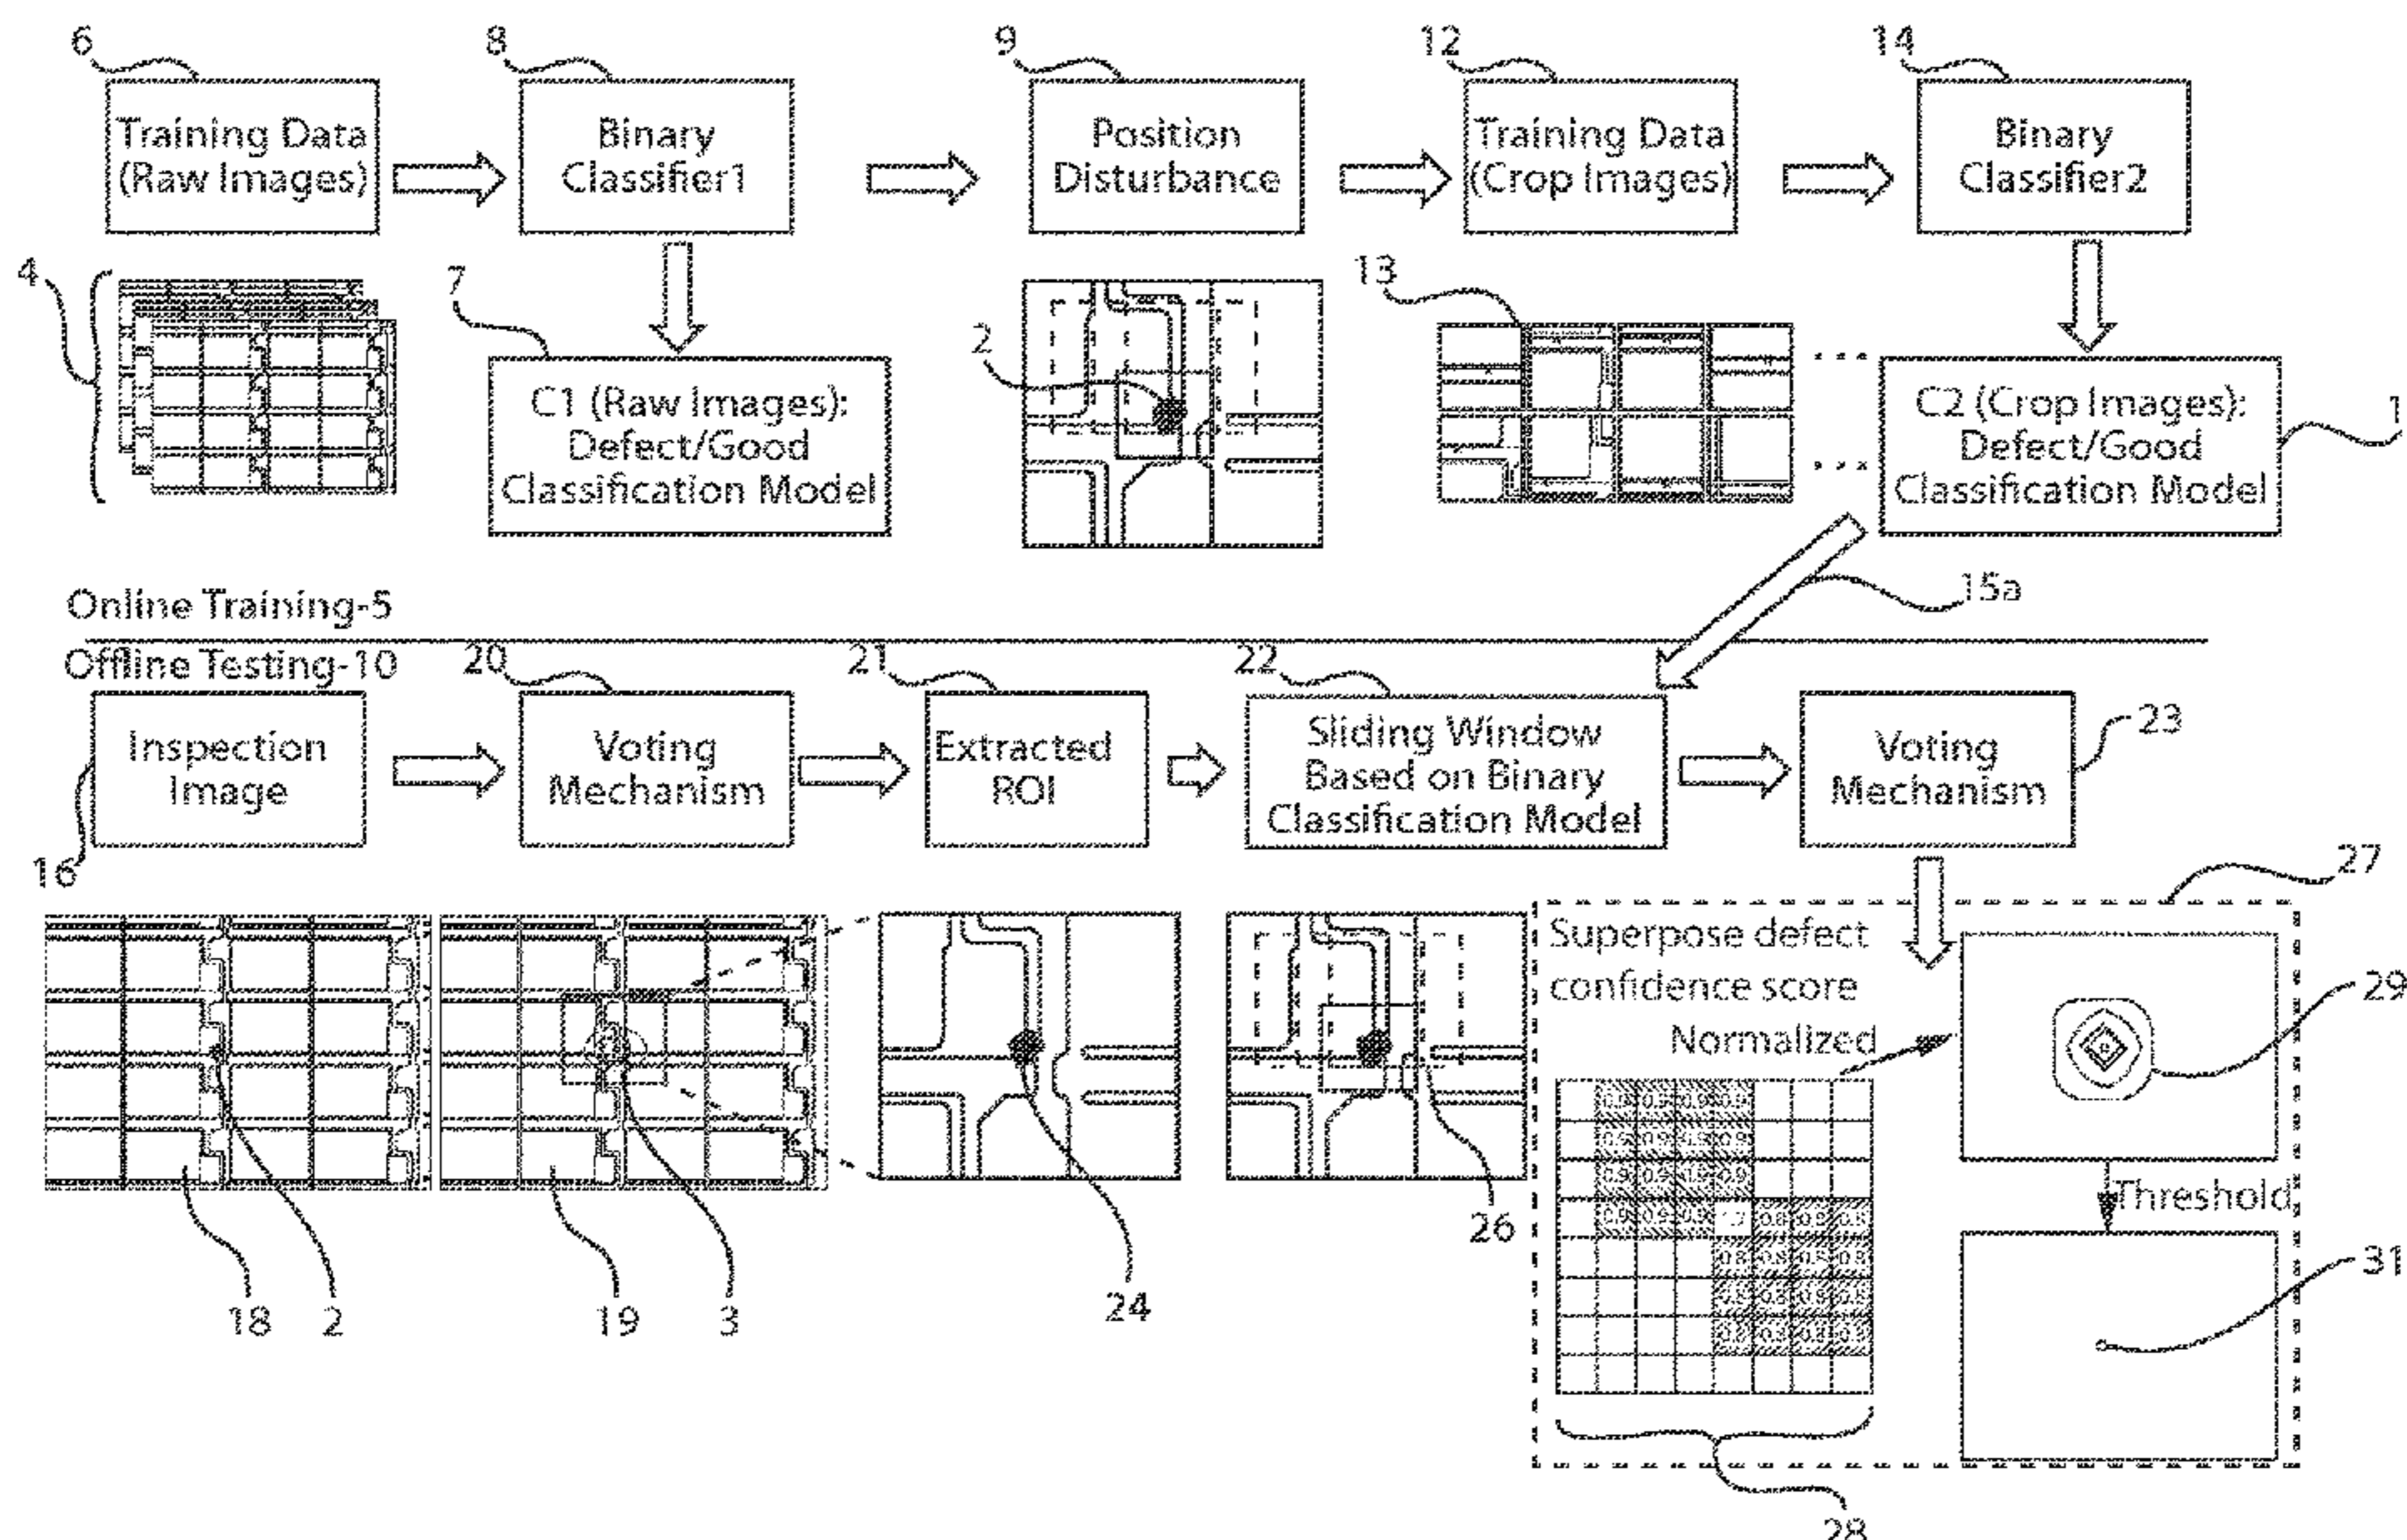 6
8
9
12
14
Training Data
(Raw Images)
Binary
Classifier1
Position
Disturbance
Training Data
(Crop Images)
Binary
Classifier2
4
7
2
13
C1 (Raw Images):
Defect/Good
Classification Model
C2 (Crop Images):
Defect/Good
Classification Model
1
15a
Online Training-5
Offline Testing-10
20
21
22
Inspection
Image
Voting
Mechanism
Extracted
ROI
Sliding Window
Based on Binary
Classification Model
Voting
Mechanism
23
16
27
Superpose defect
confidence score
Normalized
29
Threshold
26
31
18
2
19
3
24
28